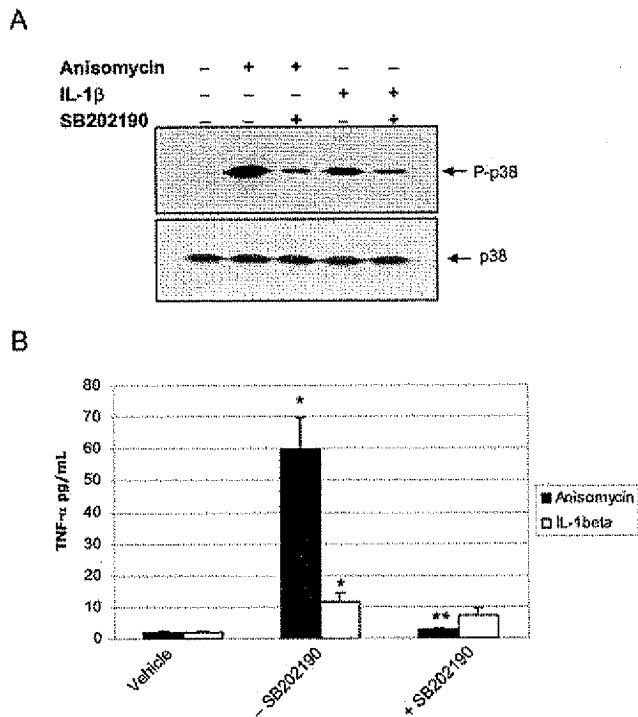 A
Anisomycin – + + – –
IL-1β – – – + +
SB202190 – – + – +
P-p38
p38
B
80
70
60
50
40
30
20
10
0
TNF-α pg/mL
*
*
**
Anisomycin
IL-1beta
Vehicle
– SB202190
+ SB202190